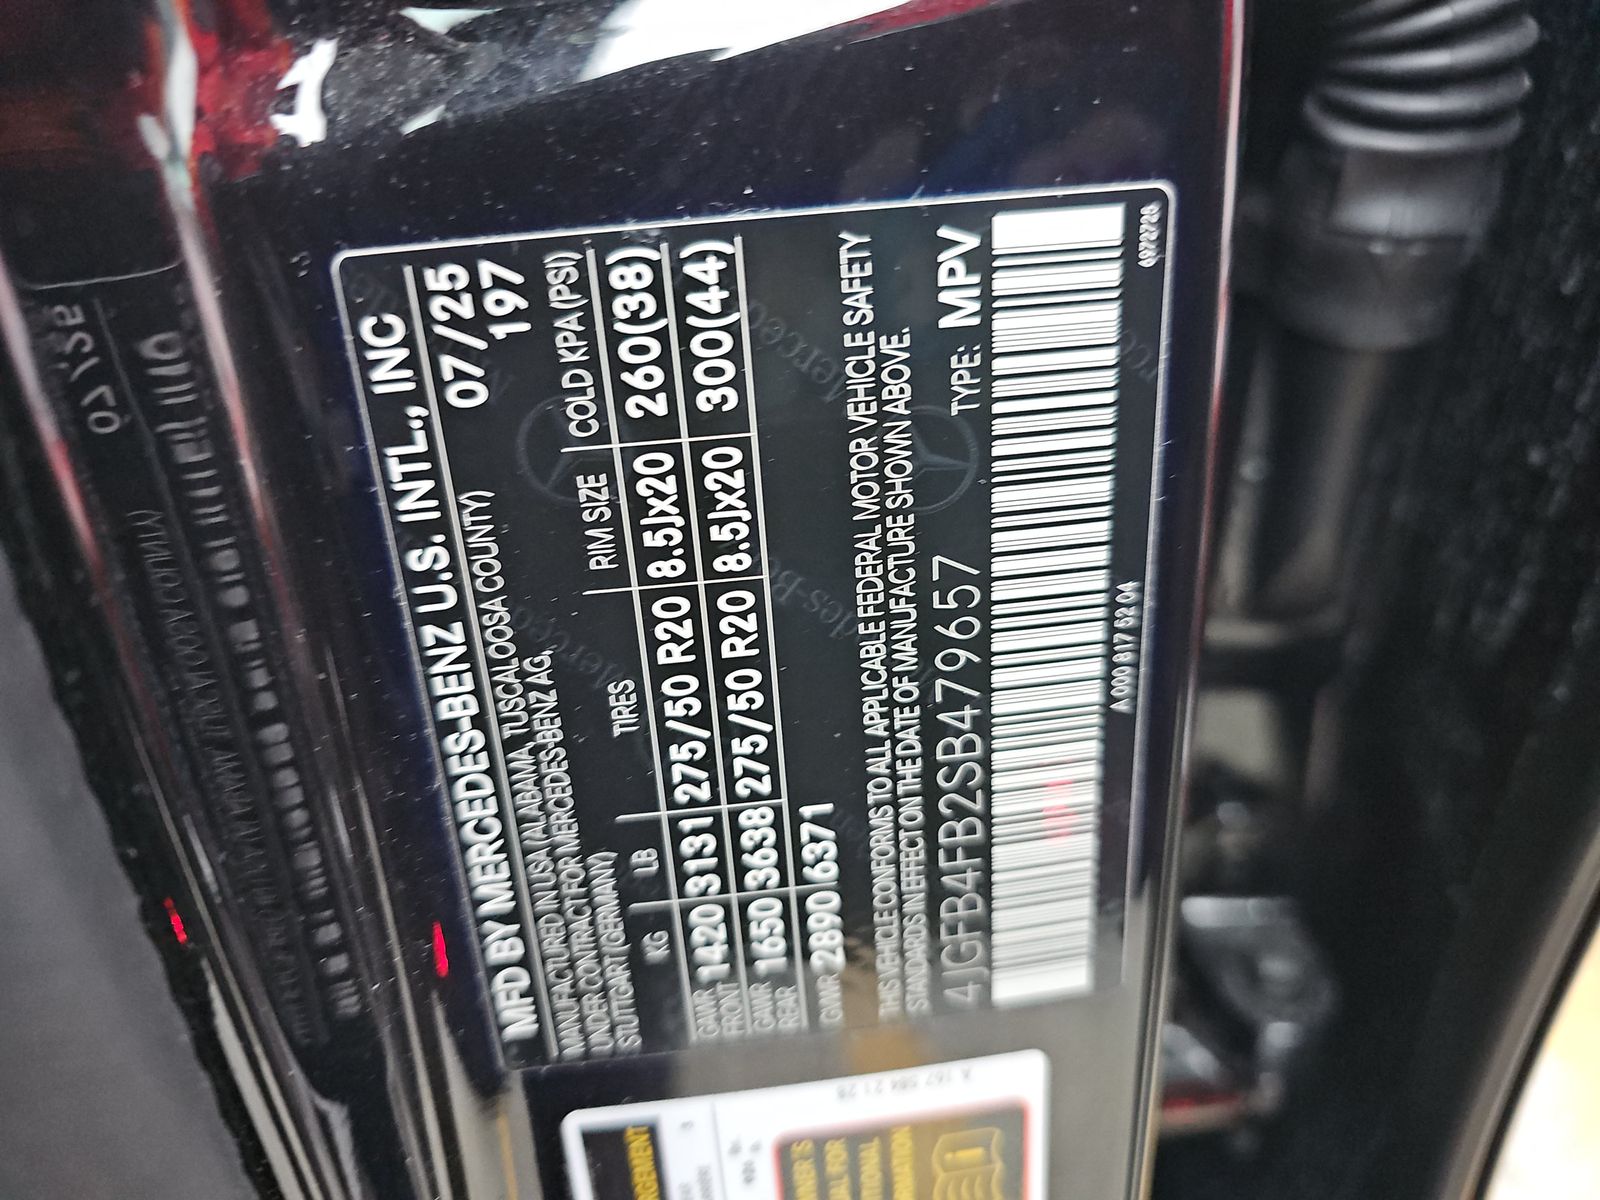 MFD BY MERCEDES-BENZ U.S. INTL., INC
MANUFACTURED IN USA (ALABAMA, TUSCALOOSA COUNTY) 07/25
UNDER CONTRACT FOR MERCEDES-BENZ AG, 197
STUTTGART (GERMANY)
KG LB TIRES RIM SIZE COLD KPA (PSI)
GAWR FRONT 1420 3131 275/50 R20 8.5Jx20 260(38)
GAWR REAR 1650 3638 275/50 R20 8.5Jx20 300(44)
GVWR 2890 6371
THIS VEHICLE CONFORMS TO ALL APPLICABLE FEDERAL MOTOR VEHICLE SAFETY
STANDARDS IN EFFECT ON THE DATE OF MANUFACTURE SHOWN ABOVE.
4JGFB4FB2SB479657 TYPE: MPV
A 000 817 52 04